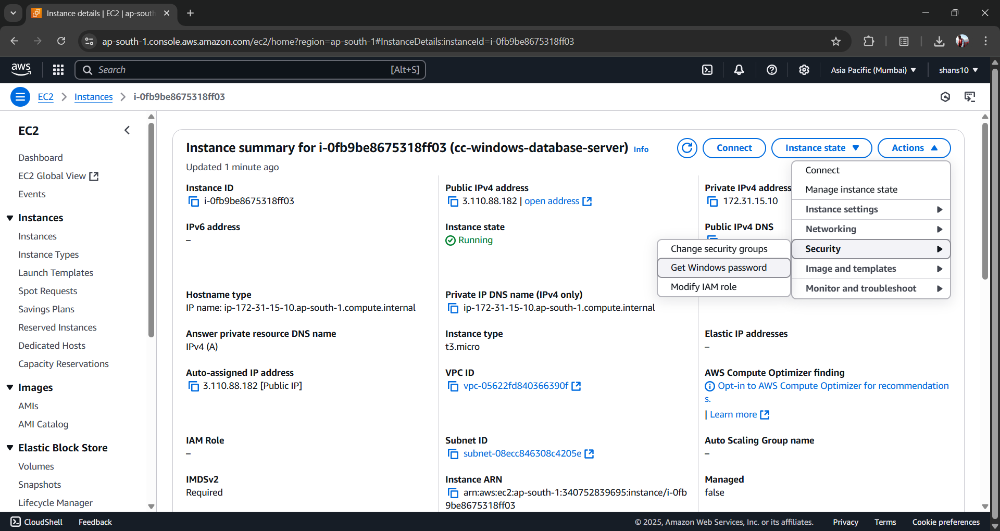 Instance details | EC2 | ap-south
ap-south-1.console.aws.amazon.com/ec2/home?region=ap-south-1#InstanceDetails:instanceId=i-0fb9be8675318ff03
aws
Search
[Alt+S]
Asia Pacific (Mumbai)
shans10
EC2
Instances
i-0fb9be8675318ff03
EC2
Dashboard
EC2 Global View
Events
Instances
Instances
Instance Types
Launch Templates
Spot Requests
Savings Plans
Reserved Instances
Dedicated Hosts
Capacity Reservations
Images
AMIs
AMI Catalog
Elastic Block Store
Volumes
Snapshots
Lifecycle Manager
Instance summary for i-0fb9be8675318ff03 (cc-windows-database-server) Info
Updated 1 minute ago
Connect
Instance state
Actions
Connect
Manage instance state
Instance settings
Networking
Security
Image and templates
Monitor and troubleshoot
Change security groups
Get Windows password
Modify IAM role
Instance ID
i-0fb9be8675318ff03
Public IPv4 address
3.110.88.182 | open address
Private IPv4 address
172.31.15.10
IPv6 address
–
Instance state
Running
Public IPv4 DNS
Hostname type
IP name: ip-172-31-15-10.ap-south-1.compute.internal
Private IP DNS name (IPv4 only)
ip-172-31-15-10.ap-south-1.compute.internal
Answer private resource DNS name
IPv4 (A)
Instance type
t3.micro
Elastic IP addresses
–
Auto-assigned IP address
3.110.88.182 [Public IP]
VPC ID
vpc-05622fd840366390f
AWS Compute Optimizer finding
Opt-in to AWS Compute Optimizer for recommendation
s.
| Learn more
IAM Role
–
Subnet ID
subnet-08ecc846308c4205e
Auto Scaling Group name
–
IMDSv2
Required
Instance ARN
arn:aws:ec2:ap-south-1:340752839695:instance/i-0fb
9be8675318ff03
Managed
false
CloudShell
Feedback
© 2025, Amazon Web Services, Inc. or its affiliates.
Privacy
Terms
Cookie preferences